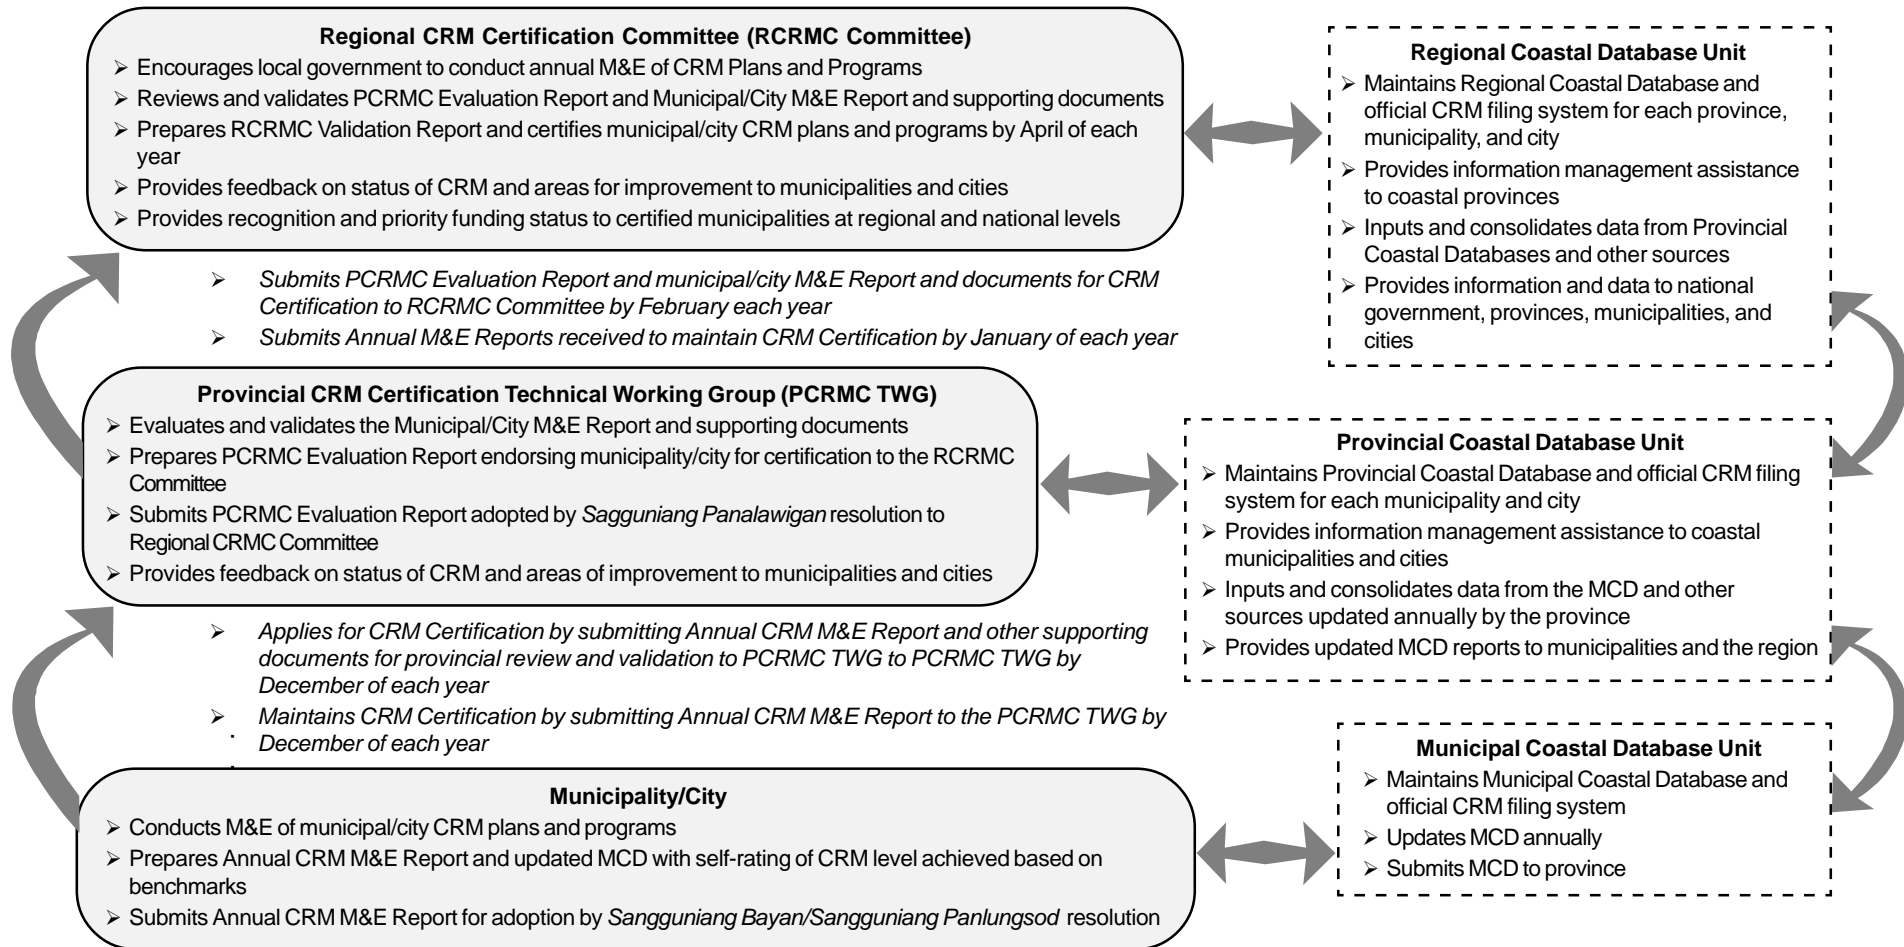 Regional CRM Certification Committee (RCRMC Committee)
➢ Encourages local government to conduct annual M&E of CRM Plans and Programs
➢ Reviews and validates PCRMC Evaluation Report and Municipal/City M&E Report and supporting documents
➢ Prepares RCRMC Validation Report and certifies municipal/city CRM plans and programs by April of each
year
➢ Provides feedback on status of CRM and areas for improvement to municipalities and cities
➢ Provides recognition and priority funding status to certified municipalities at regional and national levels
Regional Coastal Database Unit
➢ Maintains Regional Coastal Database and
official CRM filing system for each province,
municipality, and city
➢ Provides information management assistance
to coastal provinces
➢ Inputs and consolidates data from Provincial
Coastal Databases and other sources
➢ Provides information and data to national
government, provinces, municipalities, and
cities
➢ Submits PCRMC Evaluation Report and municipal/city M&E Report and documents for CRM
Certification to RCRMC Committee by February each year
➢ Submits Annual M&E Reports received to maintain CRM Certification by January of each year
Provincial CRM Certification Technical Working Group (PCRMC TWG)
➢ Evaluates and validates the Municipal/City M&E Report and supporting documents
➢ Prepares PCRMC Evaluation Report endorsing municipality/city for certification to the RCRMC
Committee
➢ Submits PCRMC Evaluation Report adopted by Sagguniang Panalawigan resolution to
Regional CRMC Committee
➢ Provides feedback on status of CRM and areas of improvement to municipalities and cities
Provincial Coastal Database Unit
➢ Maintains Provincial Coastal Database and official CRM filing
system for each municipality and city
➢ Provides information management assistance to coastal
municipalities and cities
➢ Inputs and consolidates data from the MCD and other
sources updated annually by the province
➢ Provides updated MCD reports to municipalities and the region
➢ Applies for CRM Certification by submitting Annual CRM M&E Report and other supporting
documents for provincial review and validation to PCRMC TWG to PCRMC TWG by
December of each year
➢ Maintains CRM Certification by submitting Annual CRM M&E Report to the PCRMC TWG by
December of each year
Municipality/City
➢ Conducts M&E of municipal/city CRM plans and programs
➢ Prepares Annual CRM M&E Report and updated MCD with self-rating of CRM level achieved based on
benchmarks
➢ Submits Annual CRM M&E Report for adoption by Sangguniang Bayan/Sangguniang Panlungsod resolution
Municipal Coastal Database Unit
➢ Maintains Municipal Coastal Database and
official CRM filing system
➢ Updates MCD annually
➢ Submits MCD to province